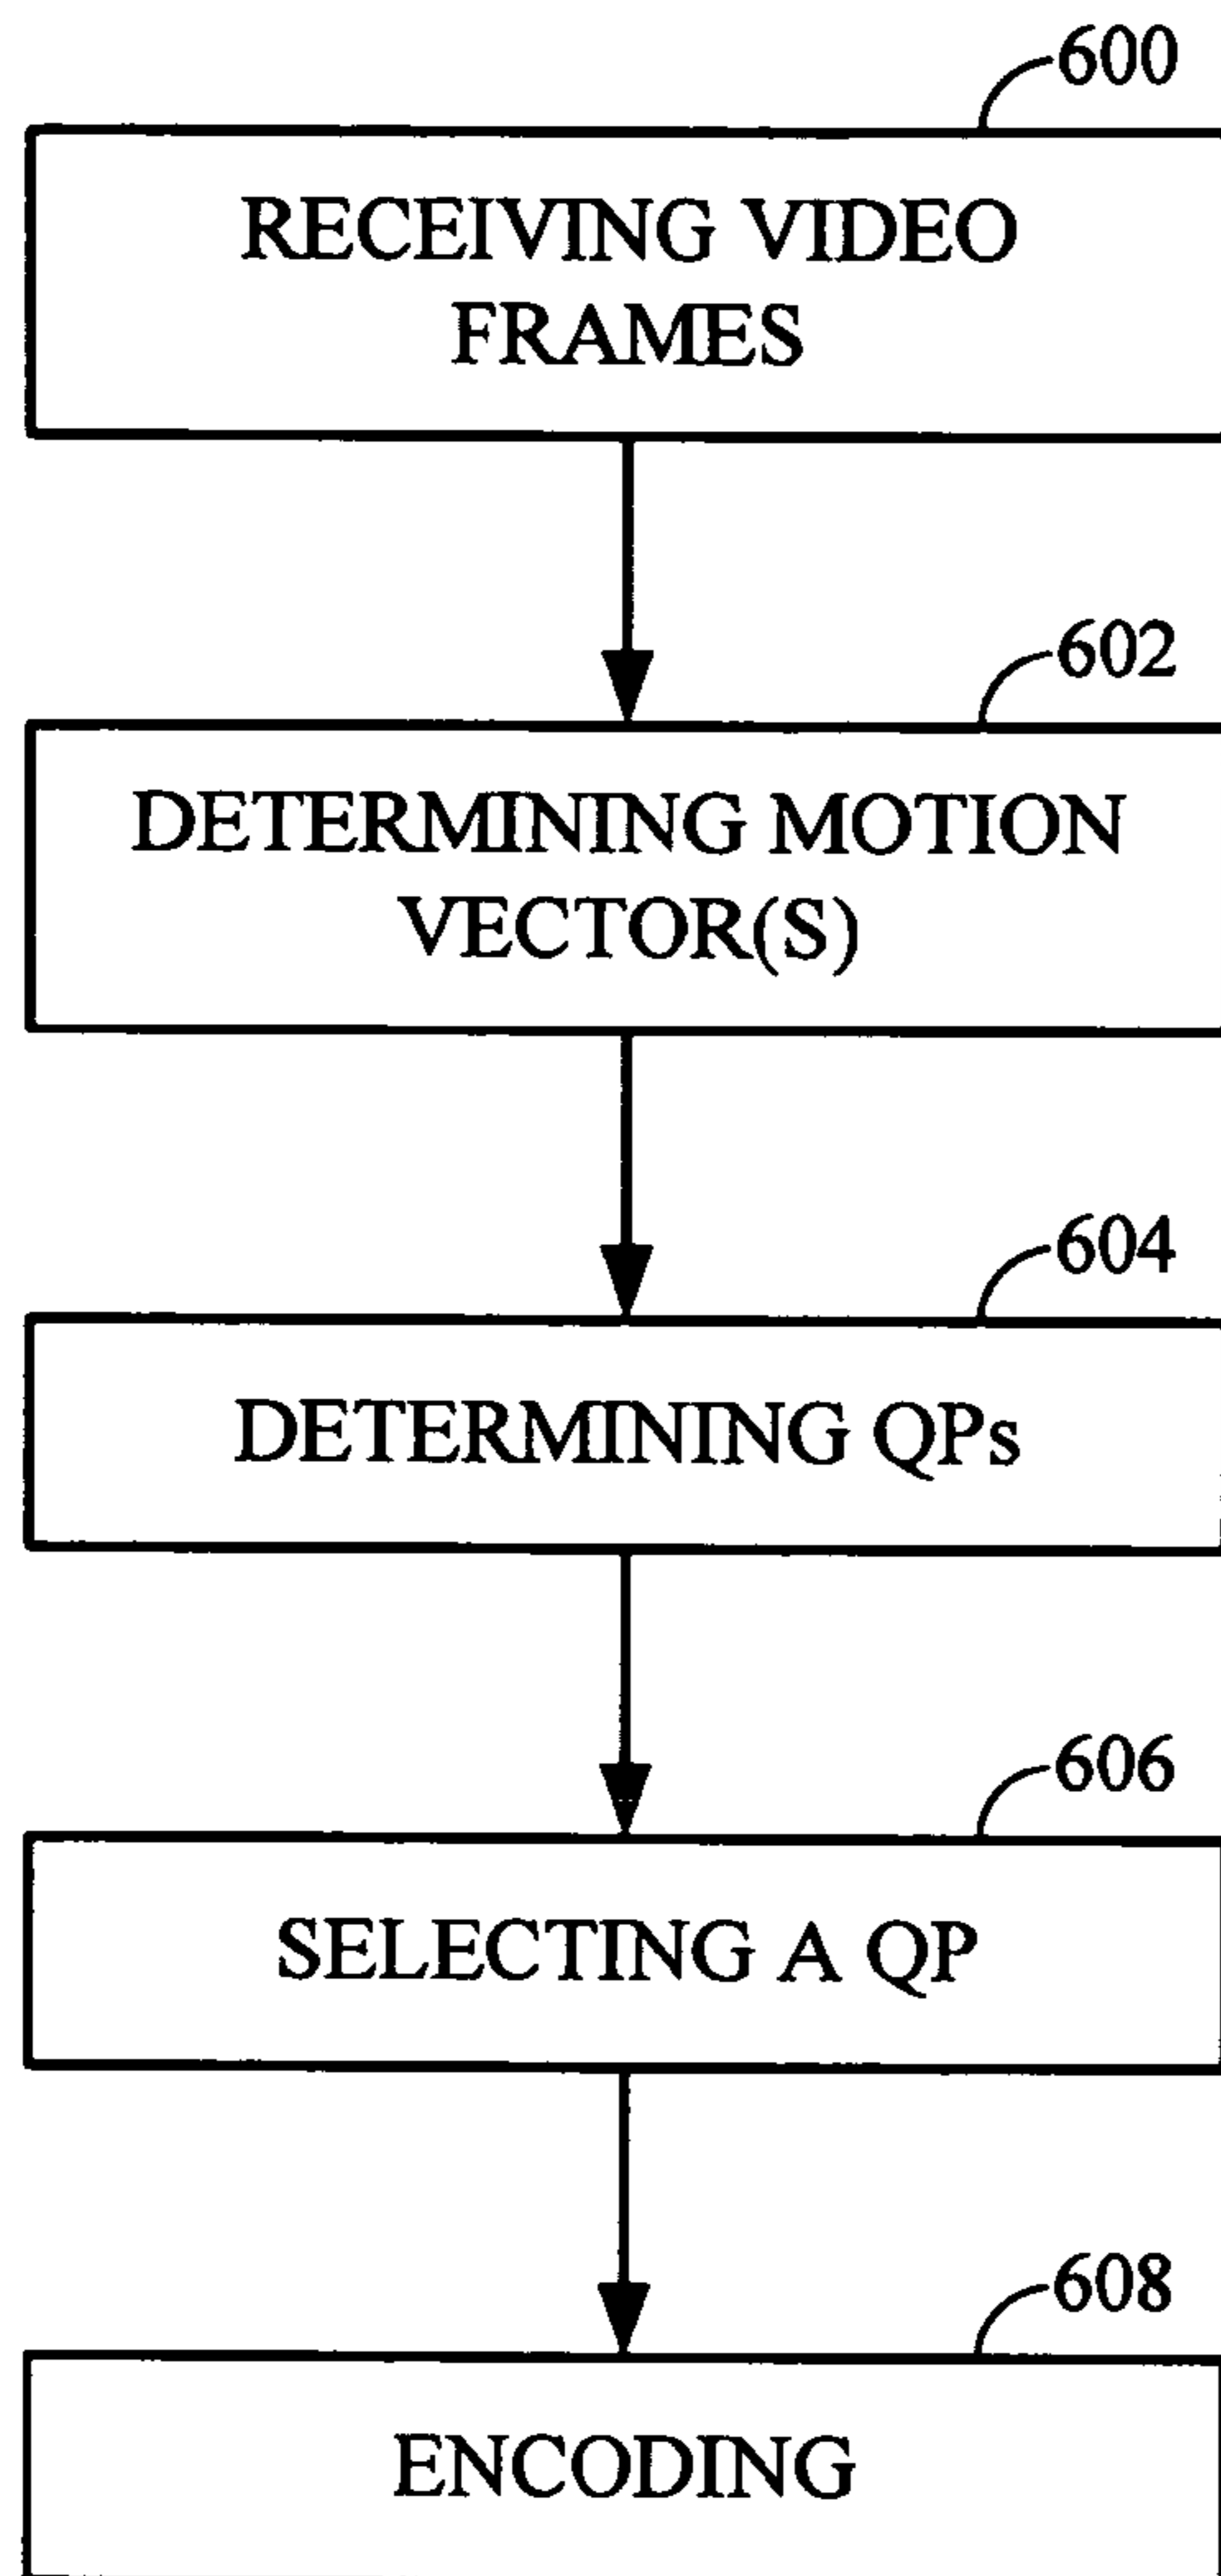 600
RECEIVING VIDEO
FRAMES
602
DETERMINING MOTION
VECTOR(S)
604
DETERMINING QPs
606
SELECTING A QP
608
ENCODING